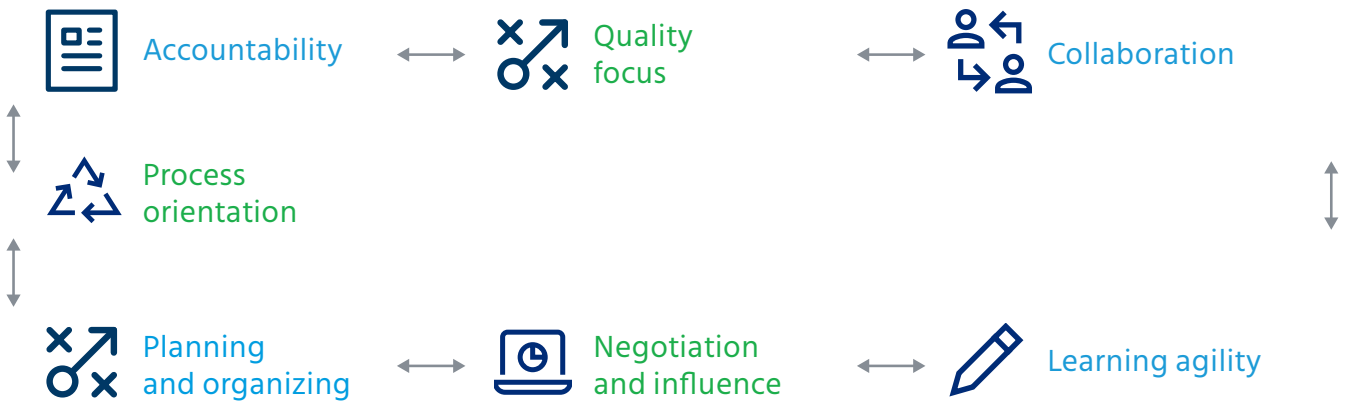 Accountability
Quality
focus
Collaboration
Process
orientation
Planning
and organizing
Negotiation
and influence
Learning agility